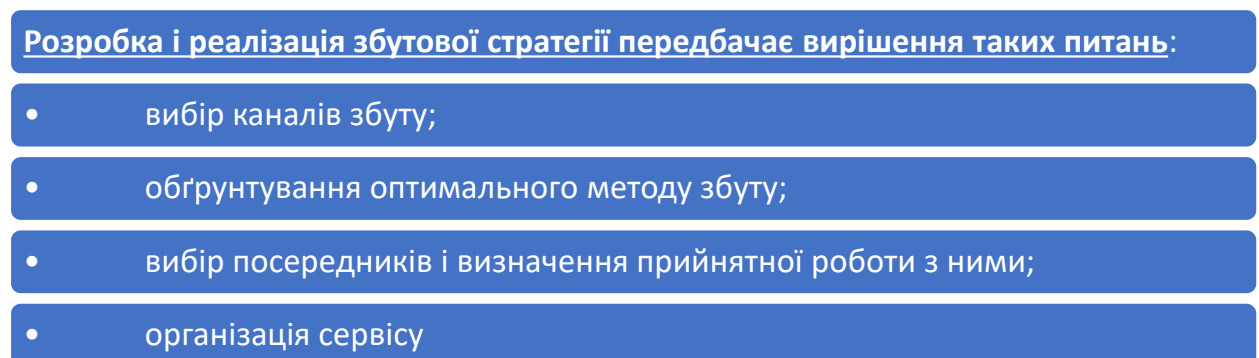 Розробка і реалізація збутової стратегії передбачає вирішення таких питань:
• вибір каналів збуту;
• обґрунтування оптимального методу збуту;
• вибір посередників і визначення прийнятної роботи з ними;
• організація сервісу